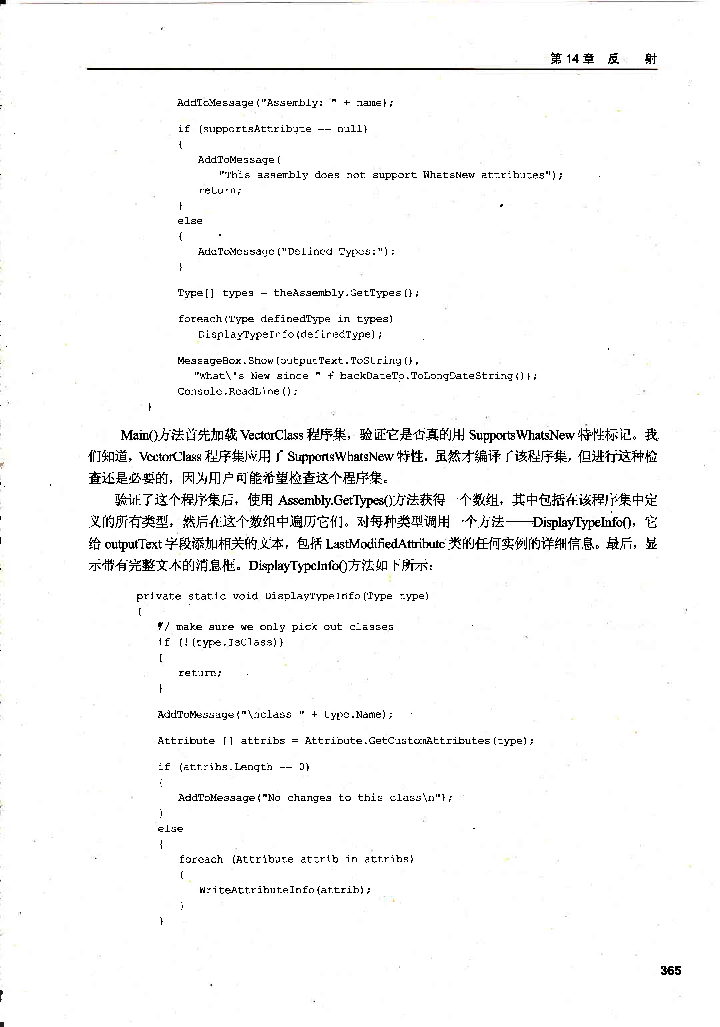 第14章 反 射
AddToMessage("Assembly: " + name);
if (supportsAttribute == null)
{
AddToMessage(
"This assembly does not support WhatsNew attributes");
return;
}
else
{
AddToMessage("Defined Types:");
}
Type[] types = theAssembly.GetTypes();
foreach(Type definedType in types)
DisplayTypeInfo(definedType);
MessageBox.Show(outputText.ToString(),
"What\'s New since " + backDateTo.ToLongDateString());
Console.ReadLine();
}
Main()方法首先加载 VectorClass 程序集，验证它是否真的用 SupportsWhatsNew 特性标记。我
们知道，VectorClass 程序集应用了 SupportsWhatsNew 特性，虽然才编译了该程序集，但进行这种检
查还是必要的，因为用户可能希望检查这个程序集。
验证了这个程序集后，使用 Assembly.GetTypes()方法获得一个数组，其中包括在该程序集中定
义的所有类型，然后在这个数组中遍历它们。对每种类型调用一个方法——DisplayTypeInfo()，它
给 outputText 字段添加相关的文本，包括 LastModifiedAttribute 类的任何实例的详细信息。最后，显
示带有完整文本的消息框。DisplayTypeInfo()方法如下所示：
private static void DisplayTypeInfo(Type type)
{
// make sure we only pick out classes
if (!(type.IsClass))
{
return;
}
AddToMessage("\nclass " + type.Name);
Attribute [] attribs = Attribute.GetCustomAttributes(type);
if (attribs.Length == 0)
{
AddToMessage("No changes to this class\n");
}
else
{
foreach (Attribute attrib in attribs)
{
WriteAttributeInfo(attrib);
}
}
365